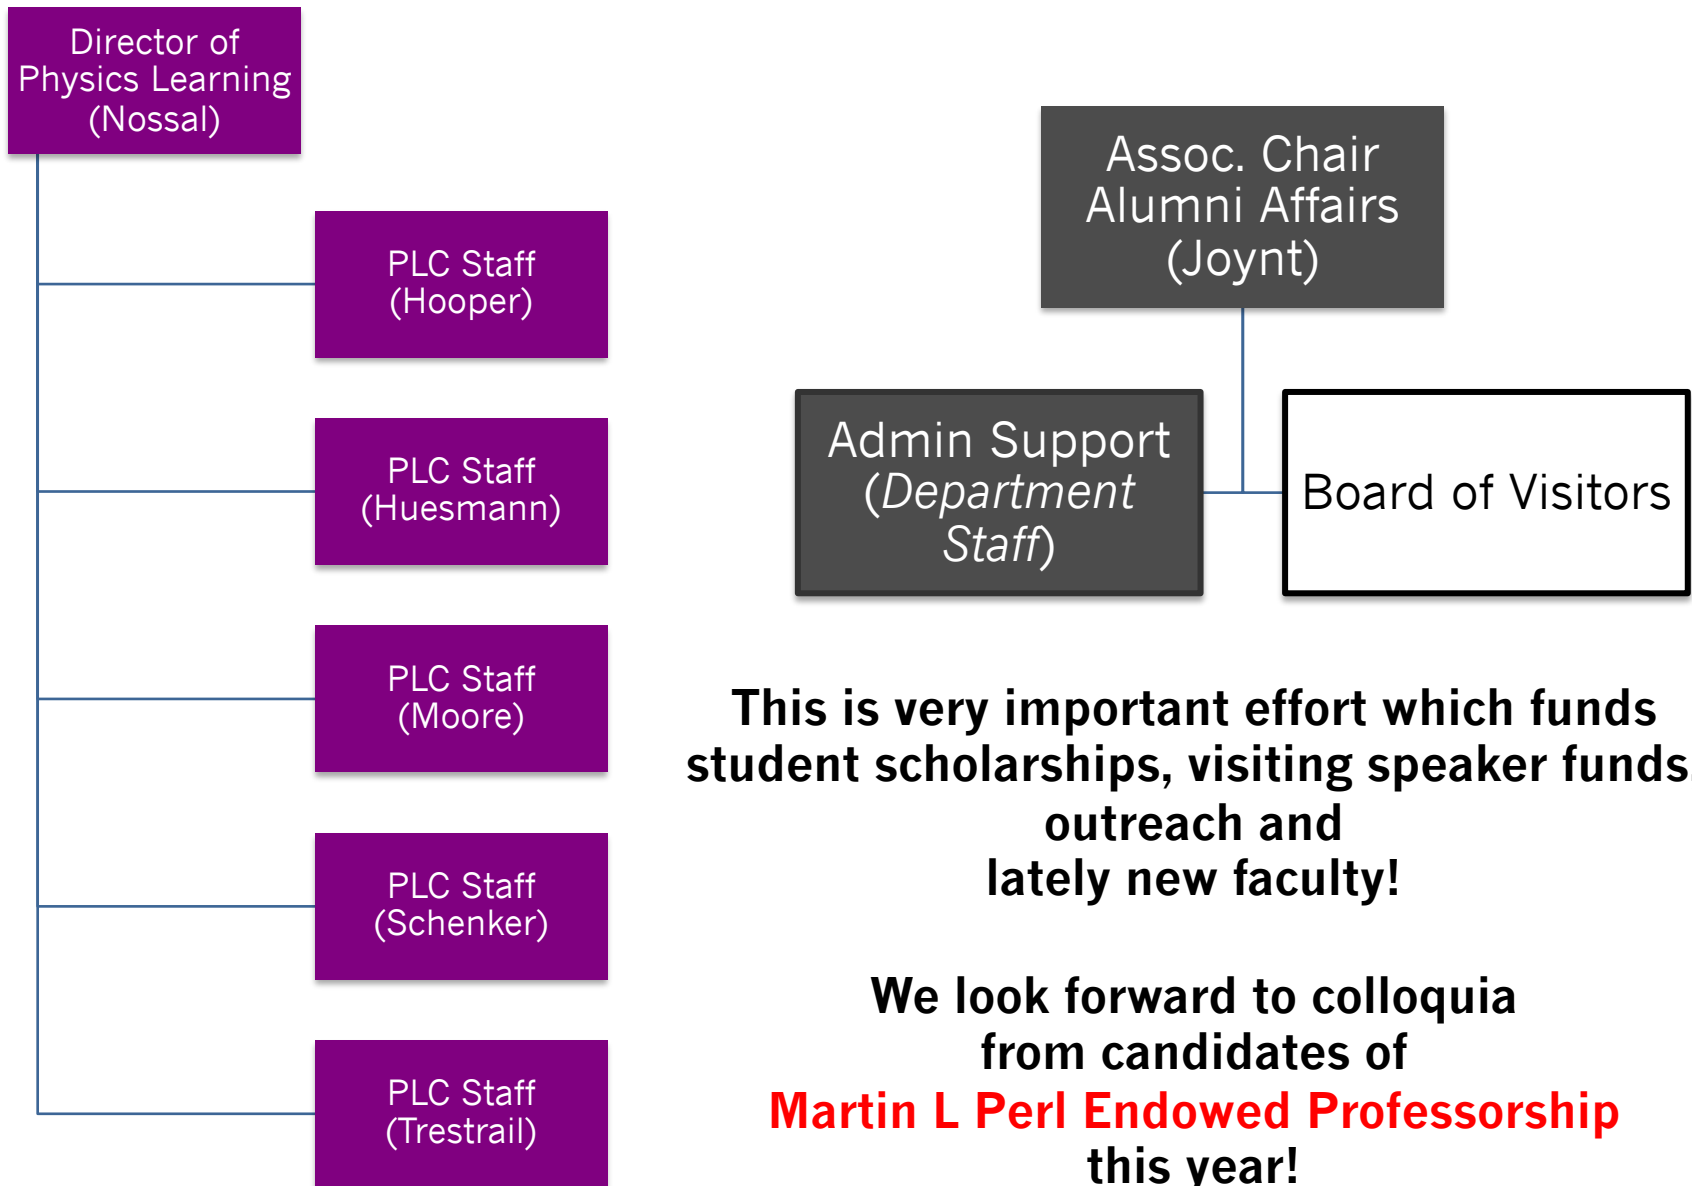 Director of
Physics Learning
(Nossal)
PLC Staff
(Hooper)
PLC Staff
(Huesmann)
PLC Staff
(Moore)
PLC Staff
(Schenker)
PLC Staff
(Trestrail)
Assoc. Chair
Alumni Affairs
(Joynt)
Admin Support
(Department
Staff)
Board of Visitors
This is very important effort which funds
student scholarships, visiting speaker funds,
outreach and
lately new faculty!
We look forward to colloquia
from candidates of
Martin L Perl Endowed Professorship
this year!